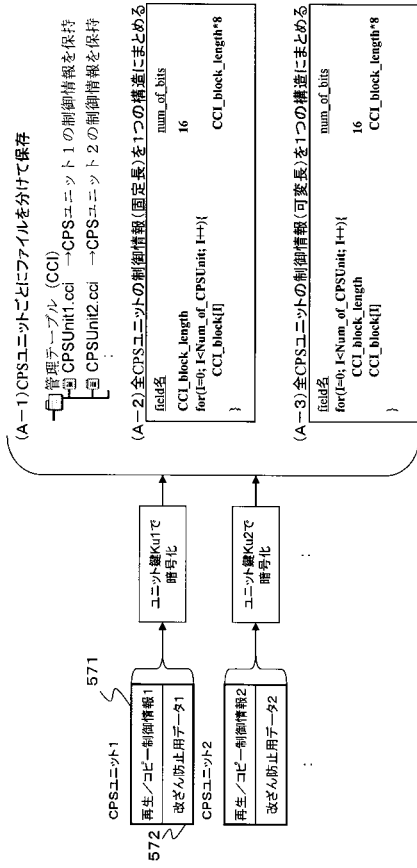 CPSユニット1
571
再生／コピー制御情報1
改ざん防止用データ1
572
CPSユニット2
再生／コピー制御情報2
改ざん防止用データ2
:
ユニット鍵Ku1で
暗号化
ユニット鍵Ku2で
暗号化
:
(A－1)CPSユニットごとにファイルを分けて保存
管理テーブル (CCI)
CPSUnit1.cci →CPSユニット1の制御情報を保持
CPSUnit2.cci →CPSユニット2の制御情報を保持
:
(A－2)全CPSユニットの制御情報(固定長)を1つの構造にまとめる
field名 num_of_bits
CCI_block_length 16
for(I=0; I<Num_of_CPSUnit; I++){
CCI_block[I] CCI_block_length*8
}
(A－3)全CPSユニットの制御情報(可変長)を1つの構造にまとめる
field名 num_of_bits
for(I=0; I<Num_of_CPSUnit; I++){
CCI_block_length 16
CCI_block[I] CCI_block_length*8
}